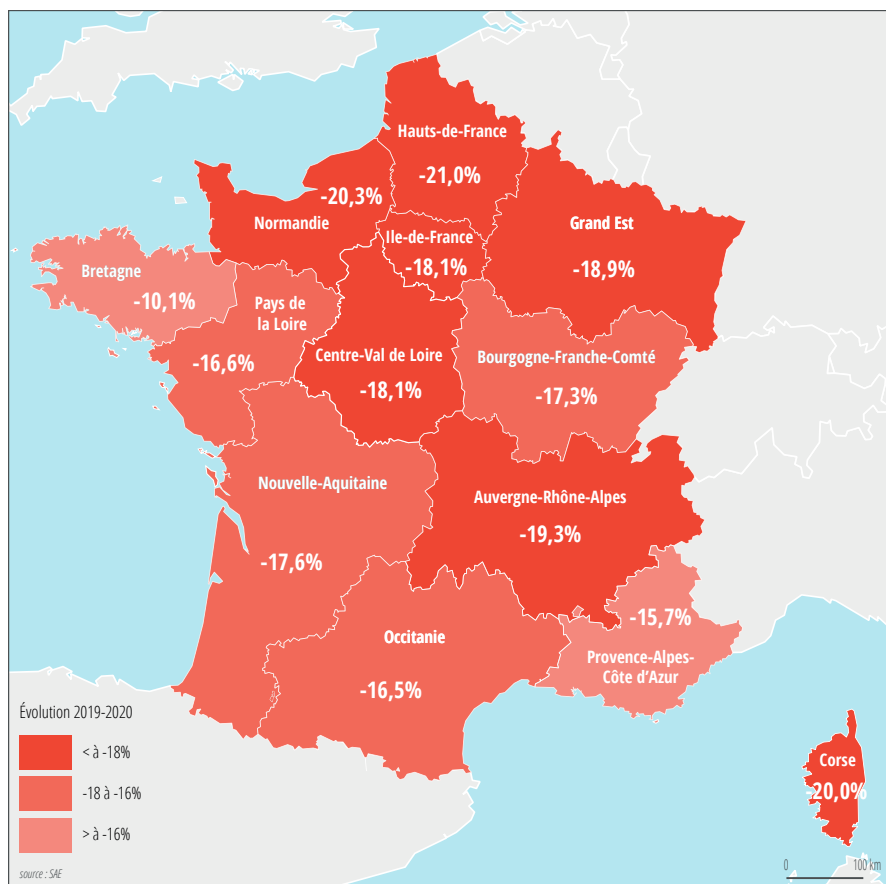 Hauts-de-France
-21,0%
-20,3%
Normandie
Ile-de-France
-18,1%
Grand Est
-18,9%
Bretagne
-10,1%
Pays de
la Loire
-16,6%
Centre-Val de Loire
-18,1%
Bourgogne-Franche-Comté
-17,3%
Nouvelle-Aquitaine
-17,6%
Auvergne-Rhône-Alpes
-19,3%
Occitanie
-16,5%
-15,7%
Provence-Alpes-
Côte d'Azur
Corse
-20,0%
Évolution 2019-2020
< à -18%
-18 à -16%
> à -16%
source : SAE
0 100 km